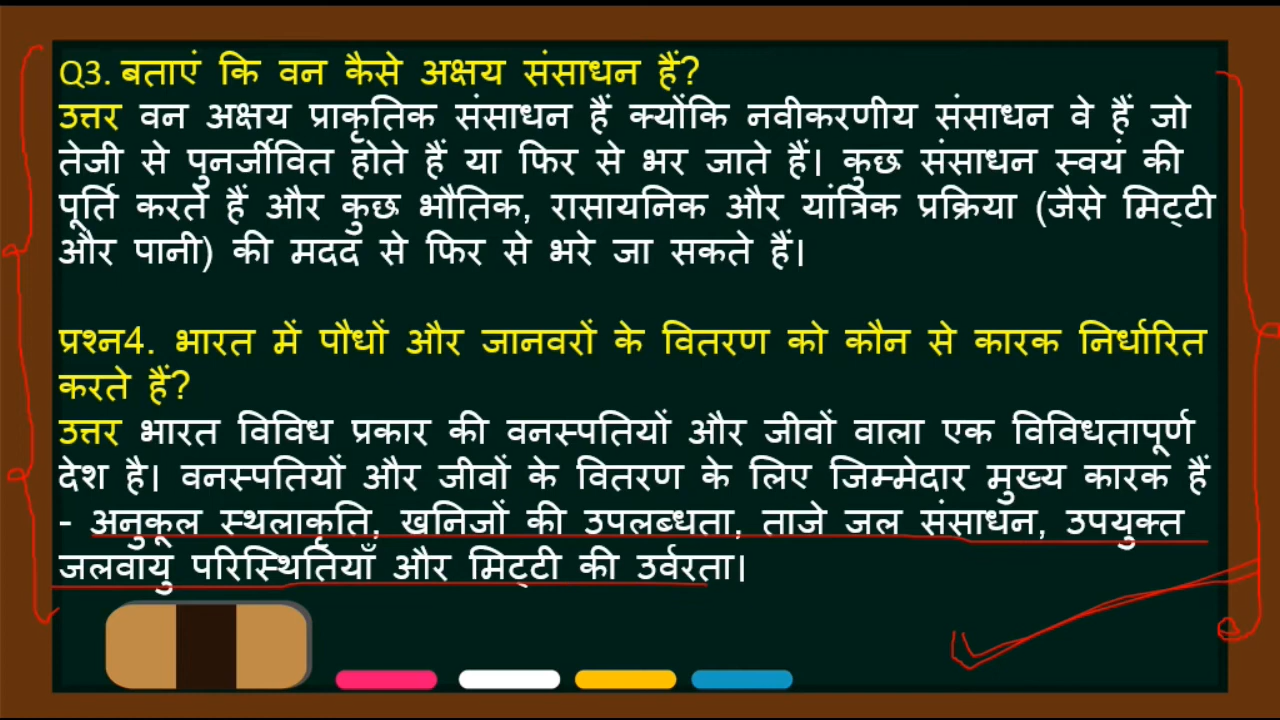 Q3. बताएं कि वन कैसे अक्षय संसाधन हैं?
उत्तर वन अक्षय प्राकृतिक संसाधन हैं क्योंकि नवीकरणीय संसाधन वे हैं जो
तेजी से पुनर्जीवित होते हैं या फिर से भर जाते हैं। कुछ संसाधन स्वयं की
पूर्ति करते हैं और कुछ भौतिक, रासायनिक और यांत्रिक प्रक्रिया (जैसे मिट्टी
और पानी) की मदद से फिर से भरे जा सकते हैं।
प्रश्न4. भारत में पौधों और जानवरों के वितरण को कौन से कारक निर्धारित
करते हैं?
उत्तर भारत विविध प्रकार की वनस्पतियों और जीवों वाला एक विविधतापूर्ण
देश है। वनस्पतियों और जीवों के वितरण के लिए जिम्मेदार मुख्य कारक हैं
- अनुकूल स्थलाकृति, खनिजों की उपलब्धता, ताजे जल संसाधन, उपयुक्त
जलवायु परिस्थितियाँ और मिट्टी की उर्वरता।